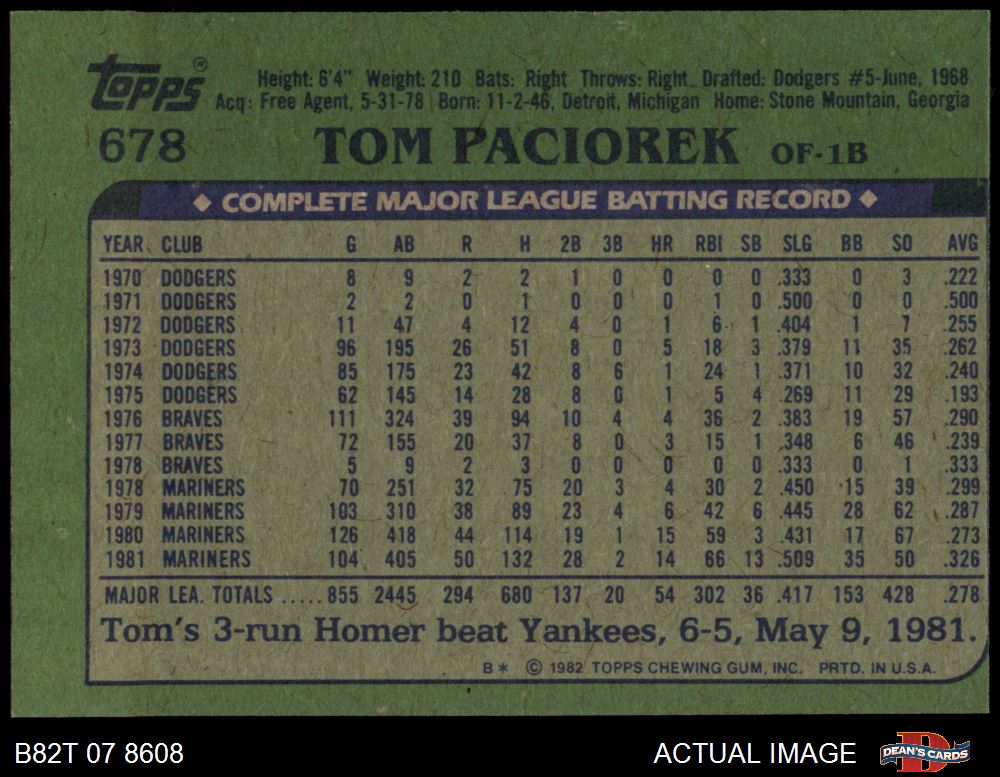 topps®
Height: 6'4" Weight: 210 Bats: Right Throws: Right Drafted: Dodgers #5-June, 1968
Acq: Free Agent, 5-31-78 Born: 11-2-46, Detroit, Michigan Home: Stone Mountain, Georgia
678 TOM PACIOREK OF-1B
◆ COMPLETE MAJOR LEAGUE BATTING RECORD ◆
YEAR CLUB G AB R H 2B 3B HR RBI SB SLG BB SO AVG
1970 DODGERS 8 9 2 2 1 0 0 0 0 .333 0 3 .222
1971 DODGERS 2 2 0 1 0 0 0 1 0 .500 0 0 .500
1972 DODGERS 11 47 4 12 4 0 1 6 1 .404 1 7 .255
1973 DODGERS 96 195 26 51 8 0 5 18 3 .379 11 35 .262
1974 DODGERS 85 175 23 42 8 6 1 24 1 .371 10 32 .240
1975 DODGERS 62 145 14 28 8 0 1 5 4 .269 11 29 .193
1976 BRAVES 111 324 39 94 10 4 4 36 2 .383 19 57 .290
1977 BRAVES 72 155 20 37 8 0 3 15 1 .348 6 46 .239
1978 BRAVES 5 9 2 3 0 0 0 0 0 .333 0 1 .333
1978 MARINERS 70 251 32 75 20 3 4 30 2 .450 15 39 .299
1979 MARINERS 103 310 38 89 23 4 6 42 6 .445 28 62 .287
1980 MARINERS 126 418 44 114 19 1 15 59 3 .431 17 67 .273
1981 MARINERS 104 405 50 132 28 2 14 66 13 .509 35 50 .326
MAJOR LEA. TOTALS .....855 2445 294 680 137 20 54 302 36 .417 153 428 .278
Tom's 3-run Homer beat Yankees, 6-5, May 9, 1981.
B* © 1982 TOPPS CHEWING GUM, INC. PRTD. IN U.S.A.
B82T 07 8608 ACTUAL IMAGE DEAN'S CARDS